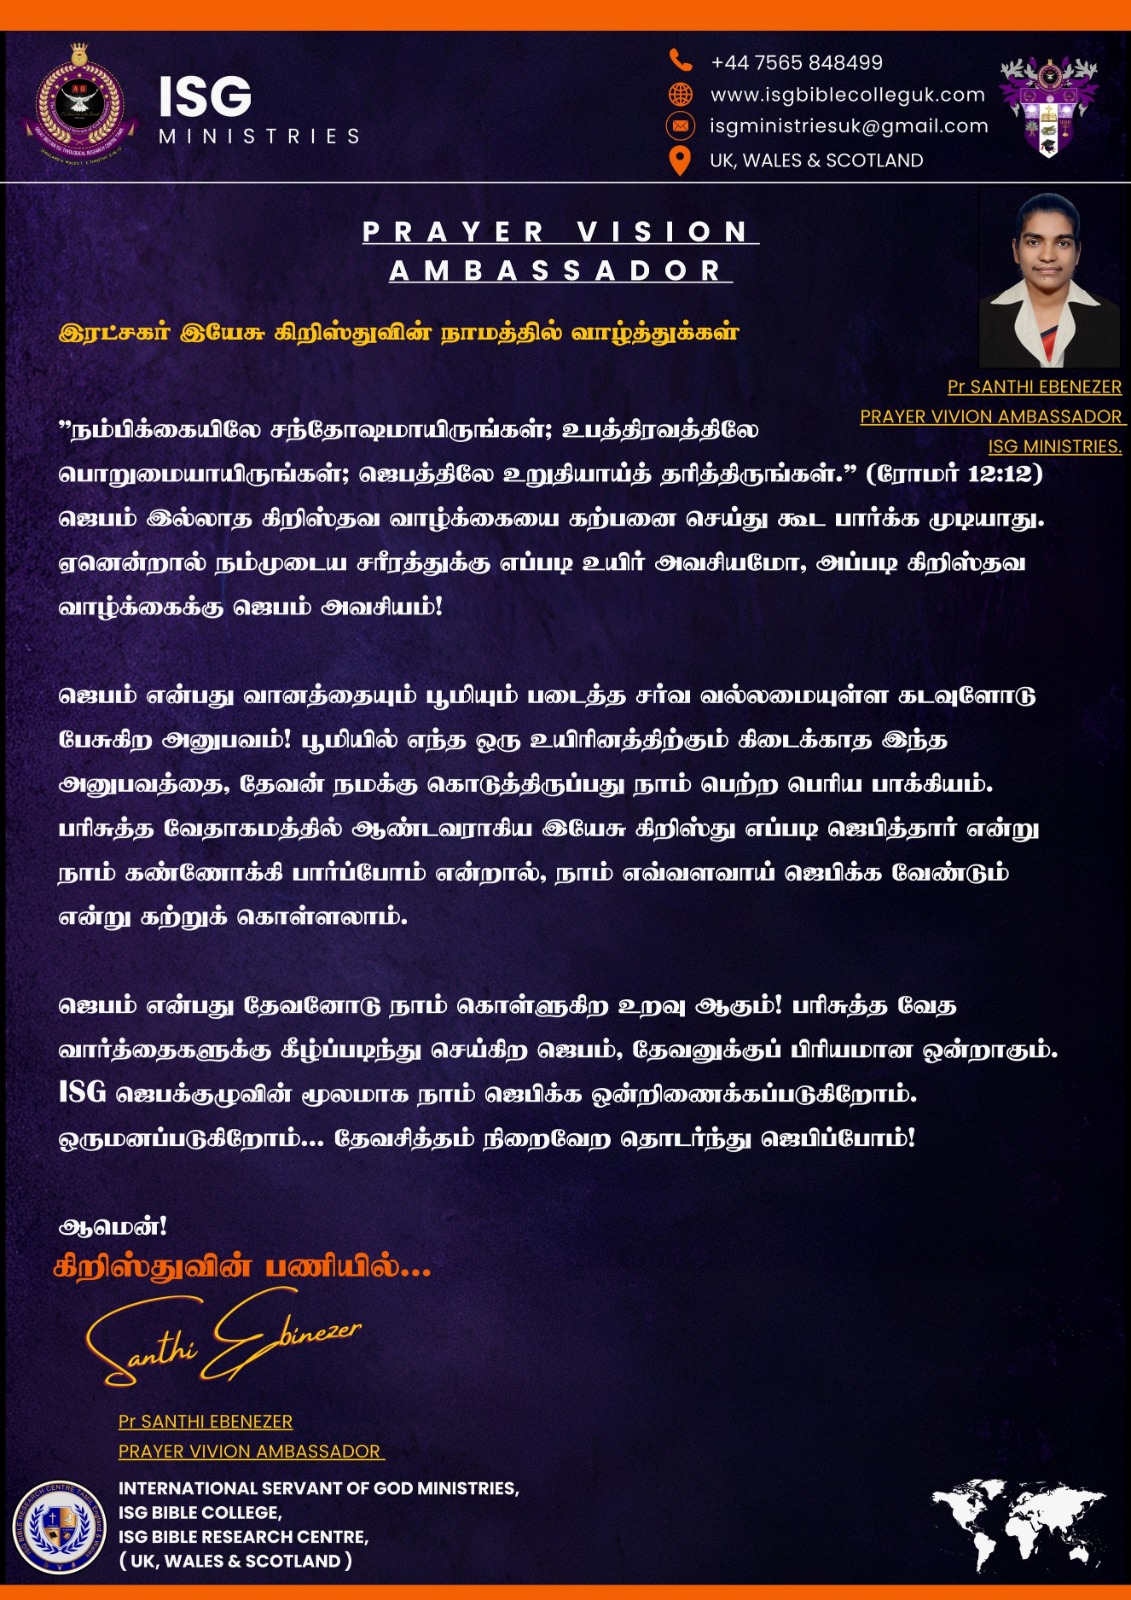 ISG
MINISTRIES
+44 7565 848499
www.isgbiblecolleguk.com
isgministriesuk@gmail.com
UK, WALES & SCOTLAND
PRAYER VISION
AMBASSADOR
இரட்சகர் இயேசு கிறிஸ்துவின் நாமத்தில் வாழ்த்துக்கள்
Pr SANTHI EBENEZER
PRAYER VIVION AMBASSADOR
ISG MINISTRIES.
"நம்பிக்கையிலே சந்தோஷமாயிருங்கள்; உபத்திரவத்திலே
பொறுமையாயிருங்கள்; ஜெபத்திலே உறுதியாய்த் தரித்திருங்கள்." (ரோமர் 12:12)
ஜெபம் இல்லாத கிறிஸ்தவ வாழ்க்கையை கற்பனை செய்து கூட பார்க்க முடியாது.
ஏனென்றால் நம்முடைய சரீரத்துக்கு எப்படி உயிர் அவசியமோ, அப்படி கிறிஸ்தவ
வாழ்க்கைக்கு ஜெபம் அவசியம்!
ஜெபம் என்பது வானத்தையும் பூமியும் படைத்த சர்வ வல்லமையுள்ள கடவுளோடு
பேசுகிற அனுபவம்! பூமியில் எந்த ஒரு உயிரினத்திற்கும் கிடைக்காத இந்த
அனுபவத்தை, தேவன் நமக்கு கொடுத்திருப்பது நாம் பெற்ற பெரிய பாக்கியம்.
பரிசுத்த வேதாகமத்தில் ஆண்டவராகிய இயேசு கிறிஸ்து எப்படி ஜெபித்தார் என்று
நாம் கண்ணோக்கி பார்ப்போம் என்றால், நாம் எவ்வளவாய் ஜெபிக்க வேண்டும்
என்று கற்றுக் கொள்ளலாம்.
ஜெபம் என்பது தேவனோடு நாம் கொள்ளுகிற உறவு ஆகும்! பரிசுத்த வேத
வார்த்தைகளுக்கு கீழ்ப்படிந்து செய்கிற ஜெபம், தேவனுக்குப் பிரியமான ஒன்றாகும்.
ISG ஜெபக்குழுவின் மூலமாக நாம் ஜெபிக்க ஒன்றிணைக்கப்படுகிறோம்.
ஒருமனப்படுகிறோம்... தேவசித்தம் நிறைவேற தொடர்ந்து ஜெபிப்போம்!
ஆமென்!
கிறிஸ்துவின் பணியில்...
Santhi Ebinezer
Pr SANTHI EBENEZER
PRAYER VIVION AMBASSADOR
INTERNATIONAL SERVANT OF GOD MINISTRIES,
ISG BIBLE COLLEGE,
ISG BIBLE RESEARCH CENTRE,
( UK, WALES & SCOTLAND )